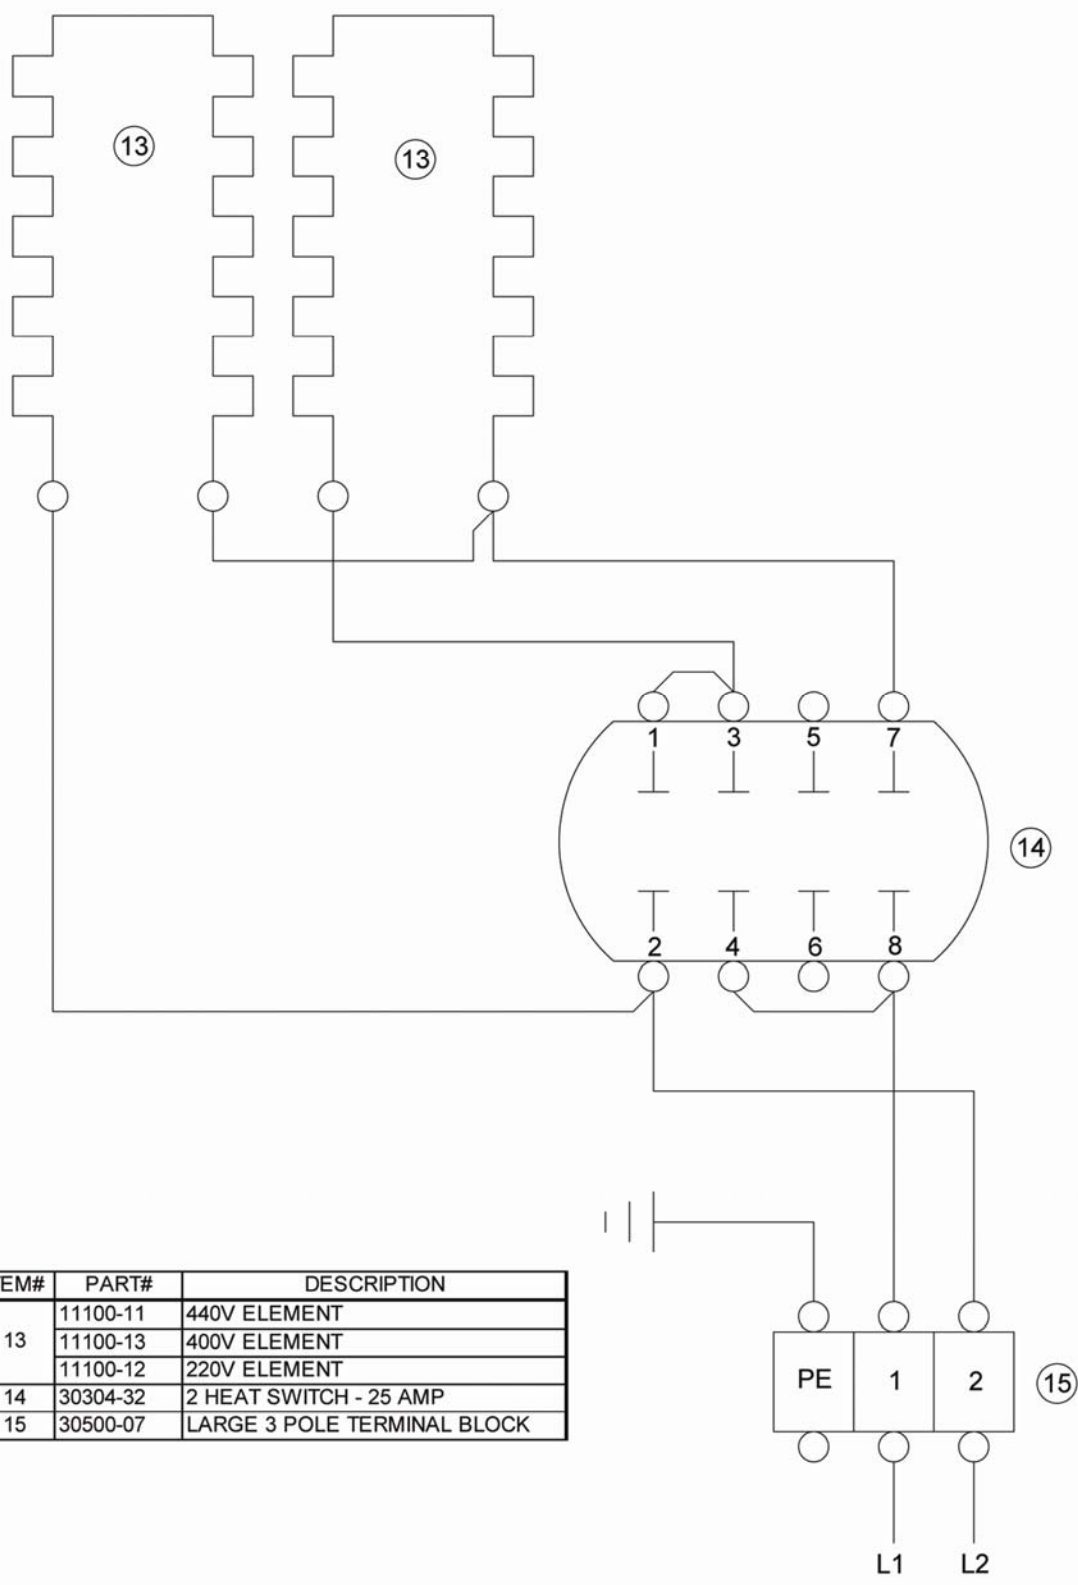 13
13
1 3 5 7
14
2 4 6 8
EM# PART# DESCRIPTION
13
11100-11 440V ELEMENT
11100-13 400V ELEMENT
11100-12 220V ELEMENT
14 30304-32 2 HEAT SWITCH - 25 AMP
15 30500-07 LARGE 3 POLE TERMINAL BLOCK
PE 1 2
15
L1 L2